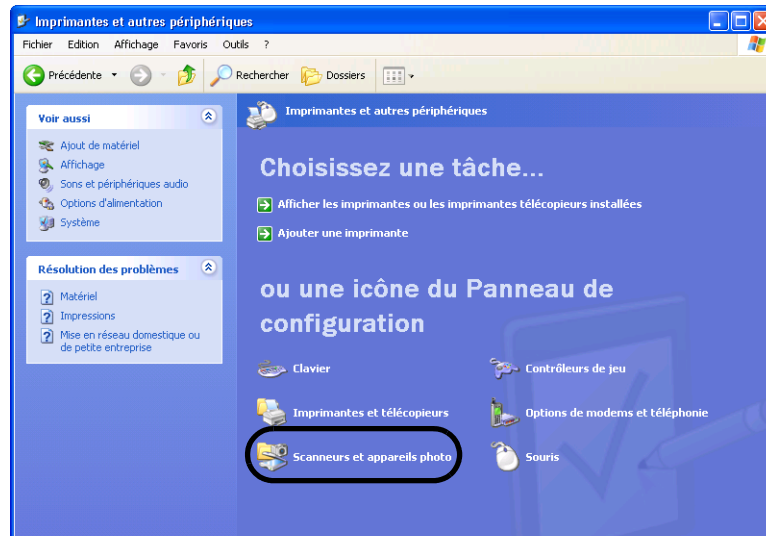 Imprimantes et autres périphériques
Fichier Edition Affichage Favoris Outils ?
Précédente Rechercher Dossiers
Voir aussi
Ajout de matériel
Affichage
Sons et périphériques audio
Options d'alimentation
Système
Résolution des problèmes
Matériel
Impressions
Mise en réseau domestique ou
de petite entreprise
Imprimantes et autres périphériques
Choisissez une tâche...
Afficher les imprimantes ou les imprimantes télécopieurs installées
Ajouter une imprimante
ou une icône du Panneau de
configuration
Clavier
Contrôleurs de jeu
Imprimantes et télécopieurs
Options de modems et téléphonie
Scanneurs et appareils photo
Souris